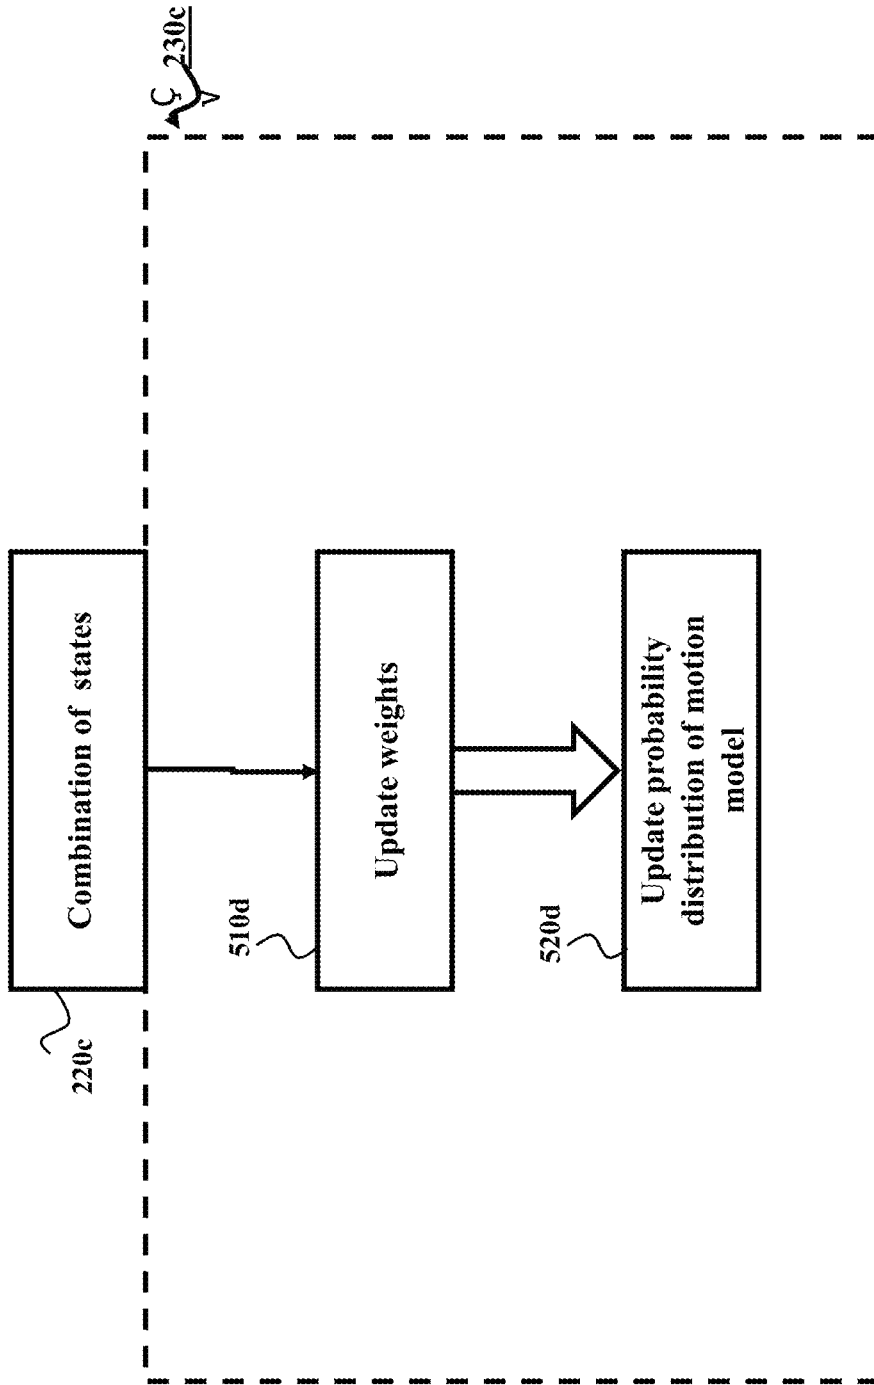 230c
Combination of states
220c
Update weights
510d
Update probability
distribution of motion
model
520d